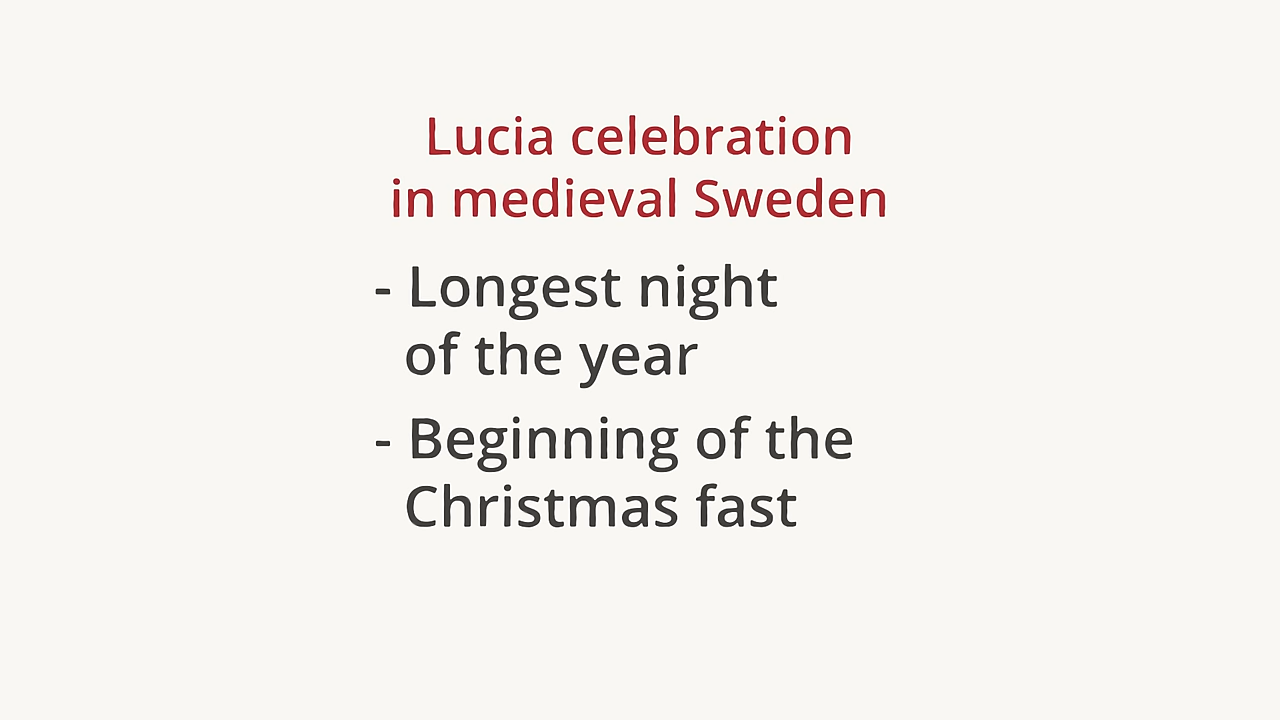 Lucia celebration
in medieval Sweden
- Longest night
of the year
- Beginning of the
Christmas fast